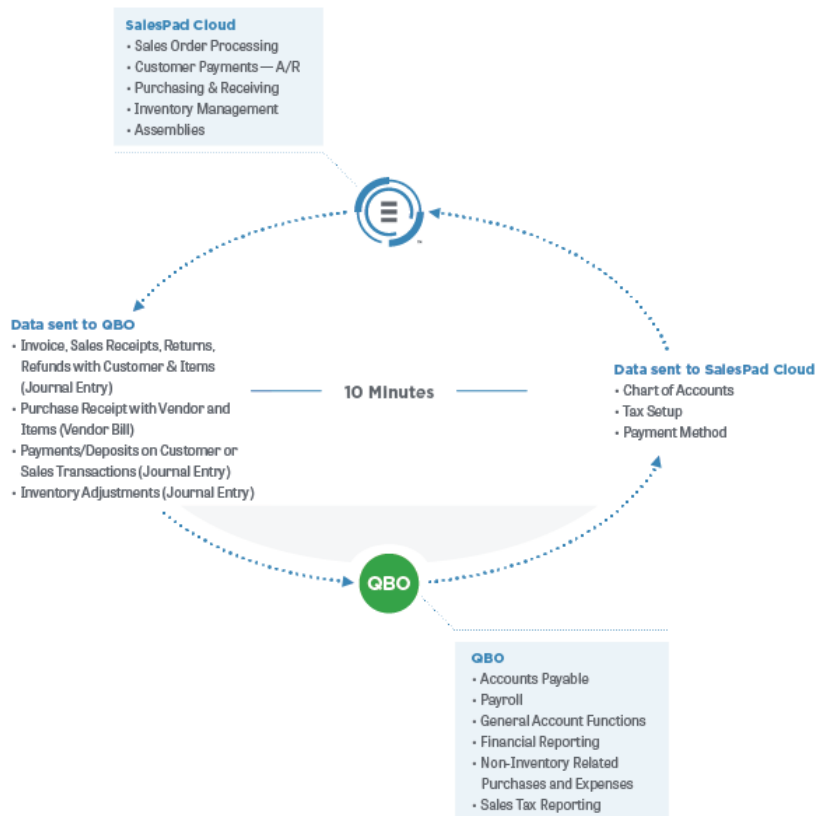 SalesPad Cloud
• Sales Order Processing
• Customer Payments — A/R
• Purchasing & Receiving
• Inventory Management
• Assemblies
™
Data sent to QBO
• Invoice, Sales Receipts, Returns,
Refunds with Customer & Items
(Journal Entry)
• Purchase Receipt with Vendor and
Items (Vendor Bill)
• Payments/Deposits on Customer or
Sales Transactions (Journal Entry)
• Inventory Adjustments (Journal Entry)
10 Minutes
Data sent to SalesPad Cloud
• Chart of Accounts
• Tax Setup
• Payment Method
QBO
QBO
• Accounts Payable
• Payroll
• General Account Functions
• Financial Reporting
• Non-Inventory Related
Purchases and Expenses
• Sales Tax Reporting